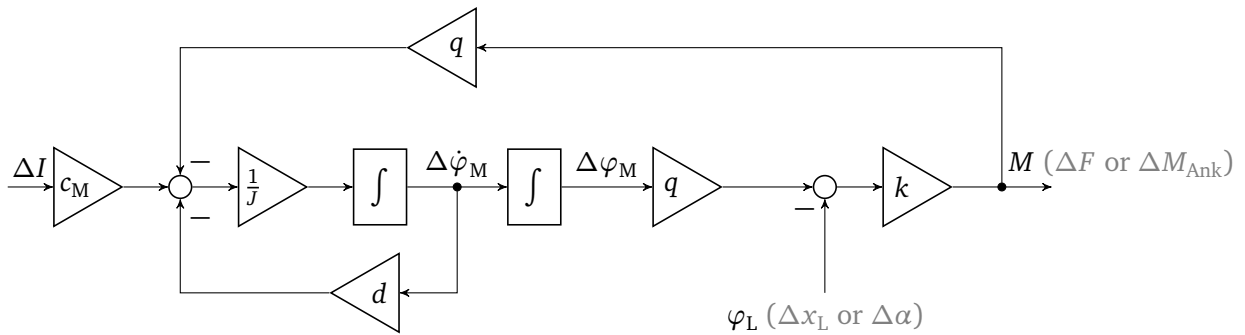 q
−
ΔI
c_M
1/J
∫
Δφ̇_M
∫
Δφ_M
q
k
M (ΔF or ΔM_Ank)
−
−
d
φ_L (Δx_L or Δα)